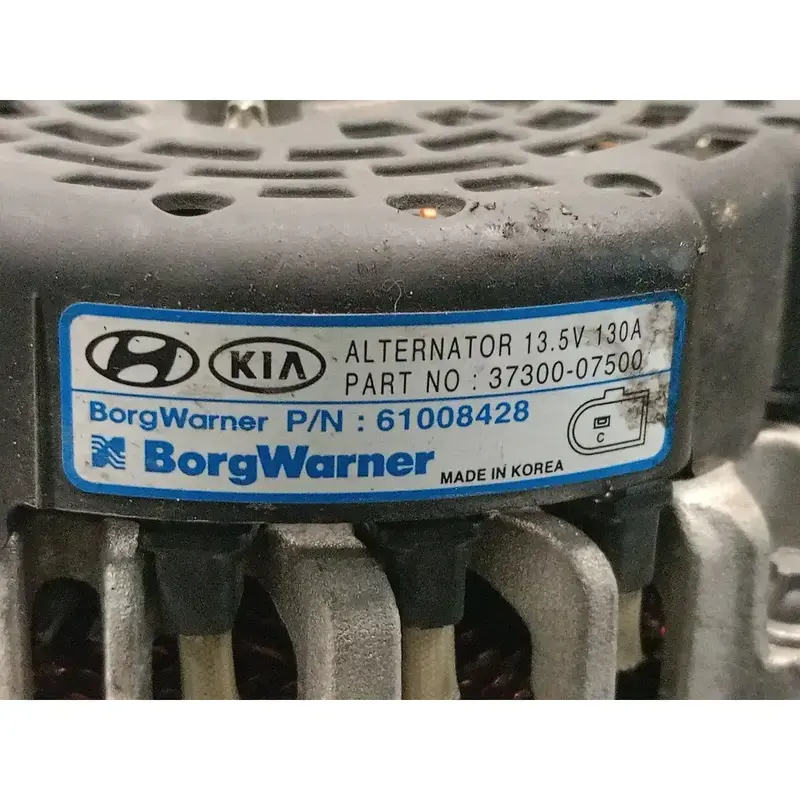 KIA
ALTERNATOR 13.5V 130A
PART NO : 37300-07500
BorgWarner P/N : 61008428
C
BorgWarner
MADE IN KOREA